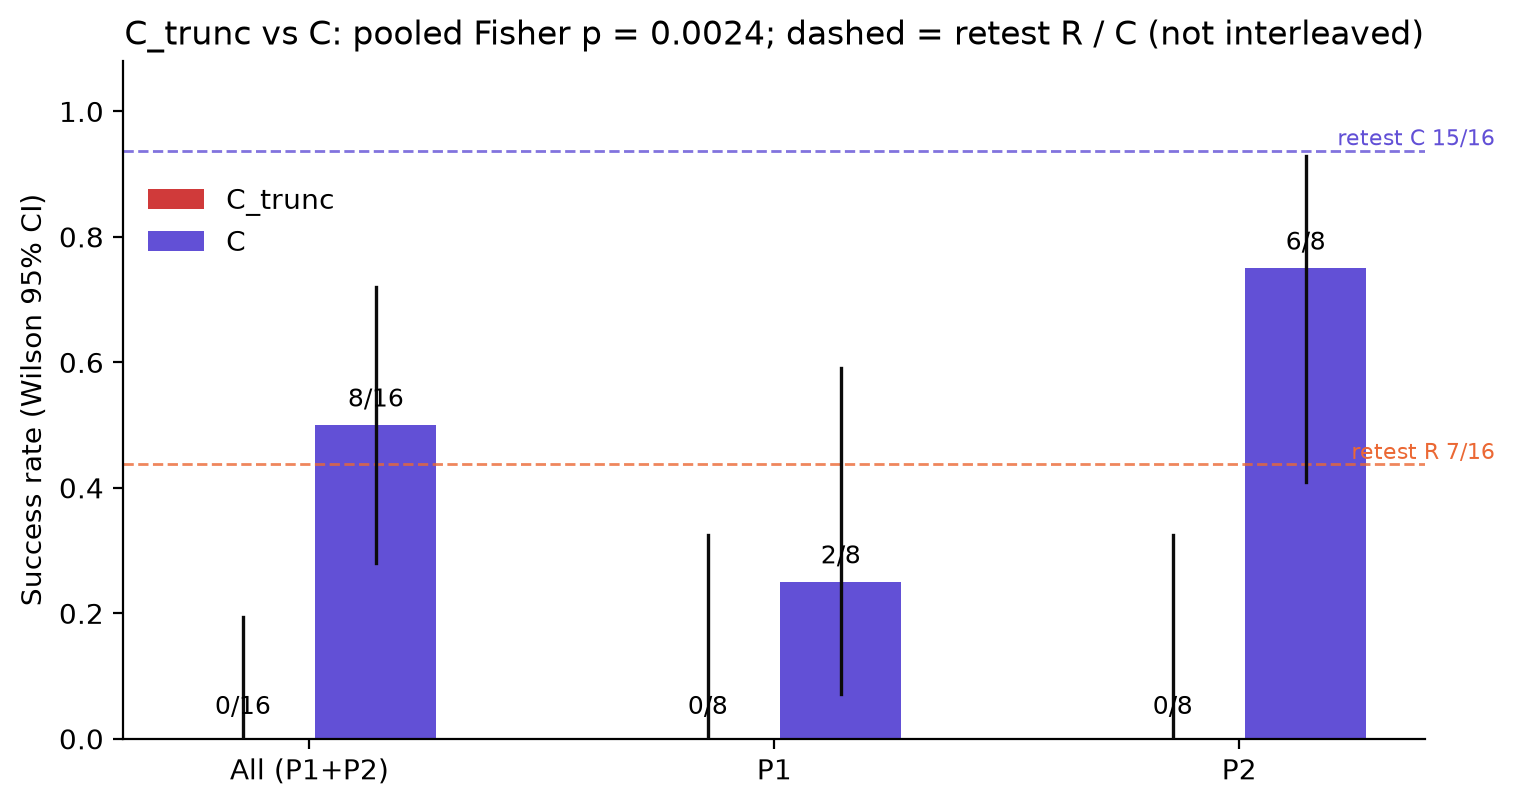 C_trunc vs C: pooled Fisher p = 0.0024; dashed = retest R / C (not interleaved)
Success rate (Wilson 95% CI)
1.0
0.8
0.6
0.4
0.2
0.0
retest C 15/16
C_trunc
C
6/8
8/16
retest R 7/16
2/8
0/16
0/8
0/8
All (P1+P2)
P1
P2